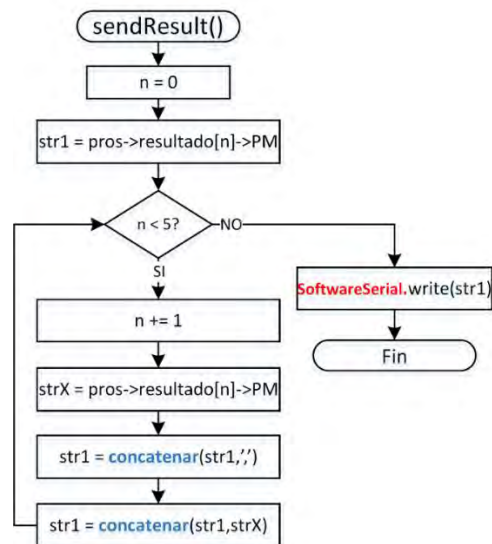 sendResult()
n = 0
str1 = pros->resultado[n]->PM
n < 5?
NO
SI
SoftwareSerial.write(str1)
n += 1
Fin
strX = pros->resultado[n]->PM
str1 = concatenar(str1,',')
str1 = concatenar(str1,strX)